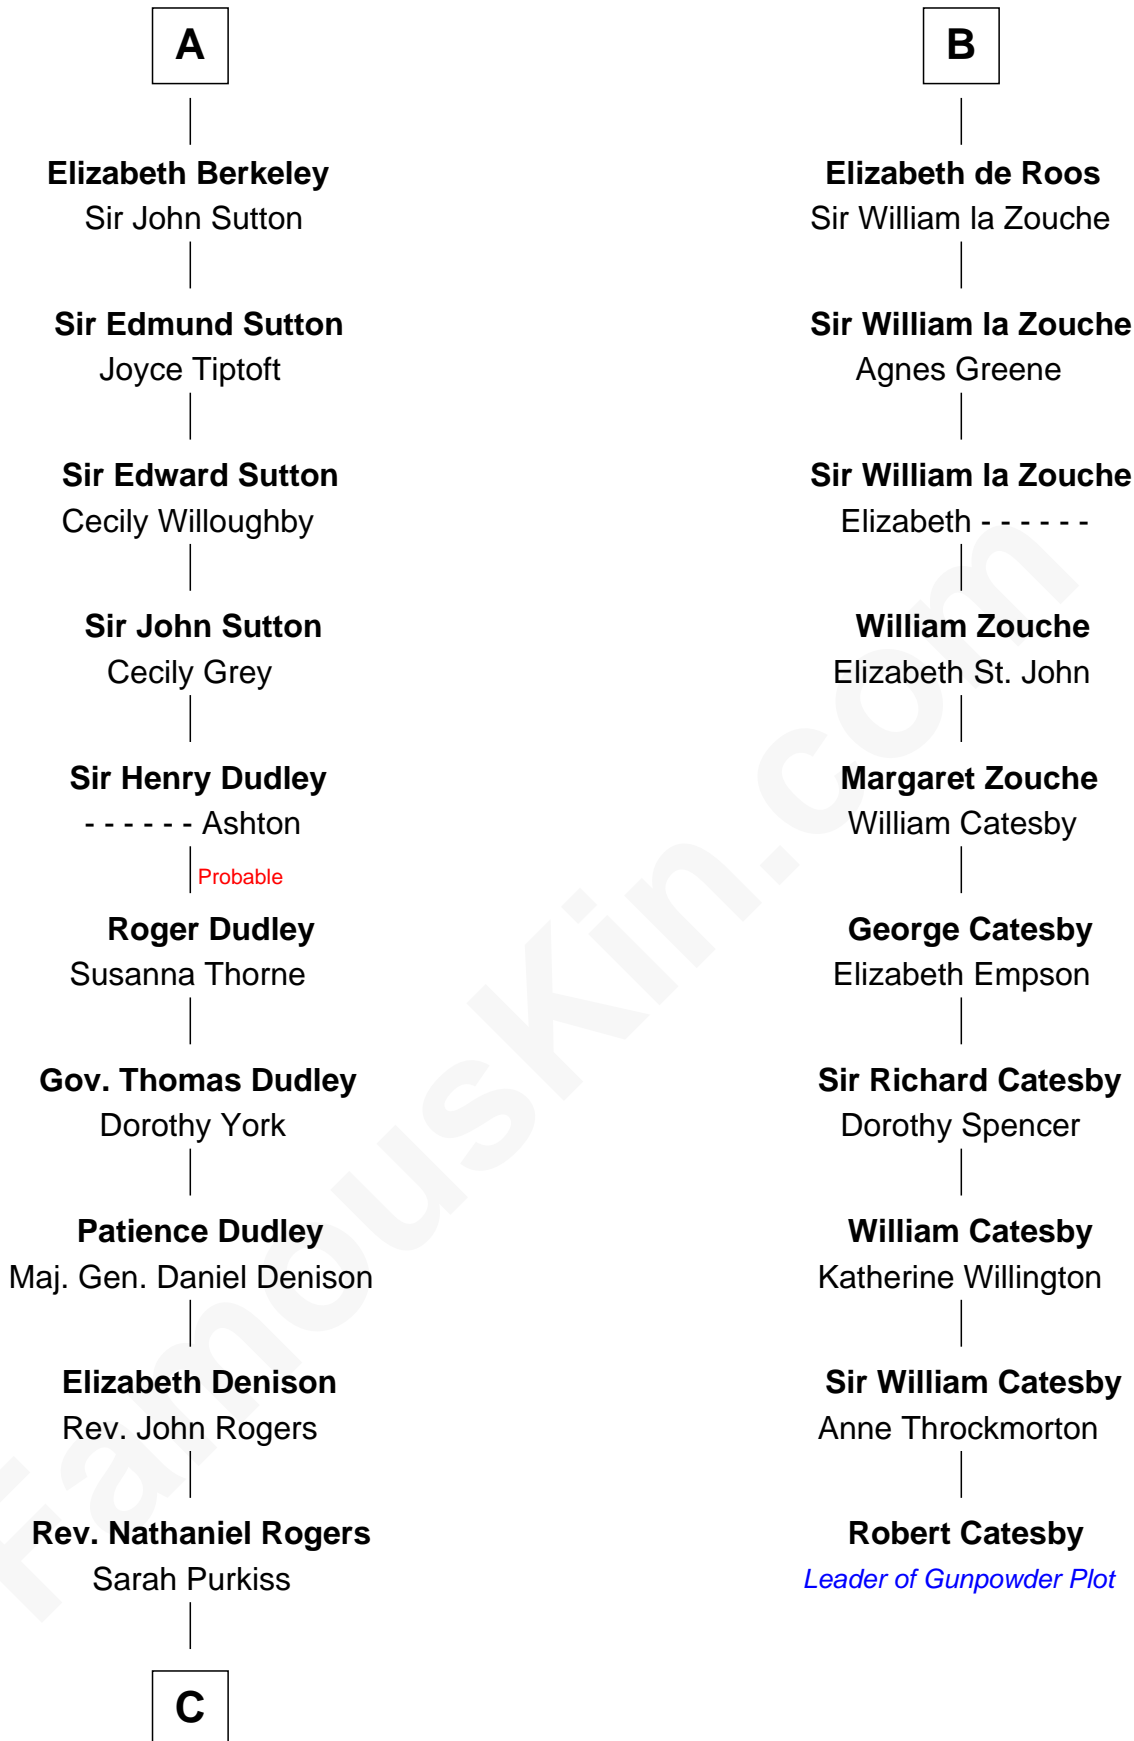 A
Elizabeth Berkeley
Sir John Sutton
Sir Edmund Sutton
Joyce Tiptoft
Sir Edward Sutton
Cecily Willoughby
Sir John Sutton
Cecily Grey
Sir Henry Dudley
- - - - - - Ashton
Probable
Roger Dudley
Susanna Thorne
Gov. Thomas Dudley
Dorothy York
Patience Dudley
Maj. Gen. Daniel Denison
Elizabeth Denison
Rev. John Rogers
Rev. Nathaniel Rogers
Sarah Purkiss
C
B
Elizabeth de Roos
Sir William la Zouche
Sir William la Zouche
Agnes Greene
Sir William la Zouche
Elizabeth - - - - - -
William Zouche
Elizabeth St. John
Margaret Zouche
William Catesby
George Catesby
Elizabeth Empson
Sir Richard Catesby
Dorothy Spencer
William Catesby
Katherine Willington
Sir William Catesby
Anne Throckmorton
Robert Catesby
Leader of Gunpowder Plot
FamousKin.com